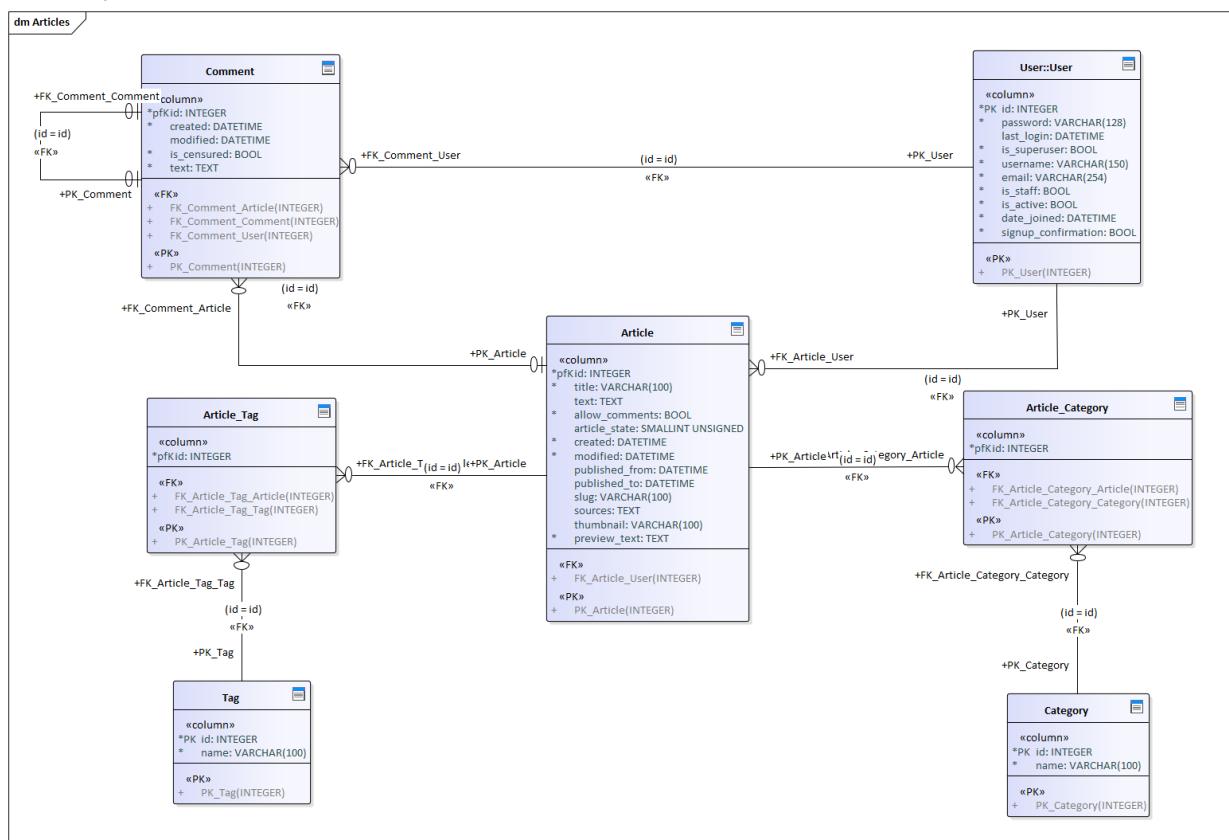 dm Articles
Comment
«column»
*pfK id: INTEGER
* created: DATETIME
modified: DATETIME
* is_censured: BOOL
* text: TEXT
«FK»
+ FK_Comment_Article(INTEGER)
+ FK_Comment_Comment(INTEGER)
+ FK_Comment_User(INTEGER)
«PK»
+ PK_Comment(INTEGER)
+FK_Comment_Comment
(id = id)
«FK»
+PK_Comment
+FK_Comment_User
(id = id)
«FK»
+PK_User
User::User
«column»
*PK id: INTEGER
* password: VARCHAR(128)
last_login: DATETIME
* is_superuser: BOOL
* username: VARCHAR(150)
* email: VARCHAR(254)
* is_staff: BOOL
* is_active: BOOL
* date_joined: DATETIME
* signup_confirmation: BOOL
«PK»
+ PK_User(INTEGER)
(id = id)
«FK»
+FK_Comment_Article
+PK_Article
+PK_User
+FK_Article_User
(id = id)
«FK»
Article
«column»
*pfK id: INTEGER
* title: VARCHAR(100)
text: TEXT
* allow_comments: BOOL
article_state: SMALLINT UNSIGNED
* created: DATETIME
* modified: DATETIME
published_from: DATETIME
published_to: DATETIME
slug: VARCHAR(100)
sources: TEXT
thumbnail: VARCHAR(100)
* preview_text: TEXT
«FK»
+ FK_Article_User(INTEGER)
«PK»
+ PK_Article(INTEGER)
Article_Tag
«column»
*pfK id: INTEGER
«FK»
+ FK_Article_Tag_Article(INTEGER)
+ FK_Article_Tag_Tag(INTEGER)
«PK»
+ PK_Article_Tag(INTEGER)
(id = id)
+PK_Article
«FK»
Article_Category
«column»
*pfK id: INTEGER
«FK»
+ FK_Article_Category_Article(INTEGER)
+ FK_Article_Category_Category(INTEGER)
«PK»
+ PK_Article_Category(INTEGER)
+PK_Article
(id = id)
«FK»
+FK_Article_Tag_Tag
(id = id)
«FK»
+PK_Tag
Tag
«column»
*PK id: INTEGER
* name: VARCHAR(100)
«PK»
+ PK_Tag(INTEGER)
+FK_Article_Category_Category
(id = id)
«FK»
+PK_Category
Category
«column»
*PK id: INTEGER
* name: VARCHAR(100)
«PK»
+ PK_Category(INTEGER)